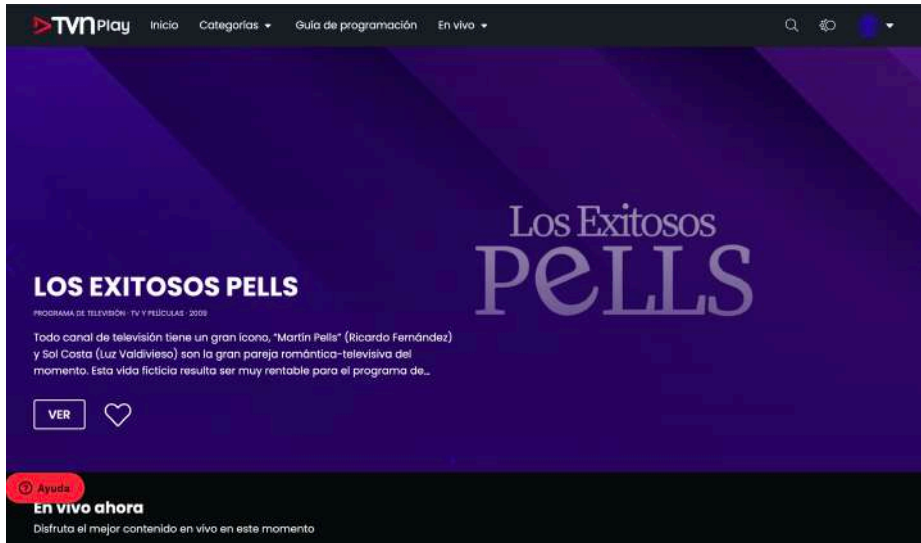 TVN Play Inicio Categorías Guía de programación En vivo
Los Exitosos
PELLS
LOS EXITOSOS PELLS
PROGRAMA DE TELEVISIÓN · TV Y PELÍCULAS · 2009
Todo canal de televisión tiene un gran ícono, “Martín Pells” (Ricardo Fernández)
y Sol Costa (Luz Valdivieso) son la gran pareja romántica-televisiva del
momento. Esta vida ficticia resulta ser muy rentable para el programa de...
VER
Ayuda
En vivo ahora
Disfruta el mejor contenido en vivo en este momento